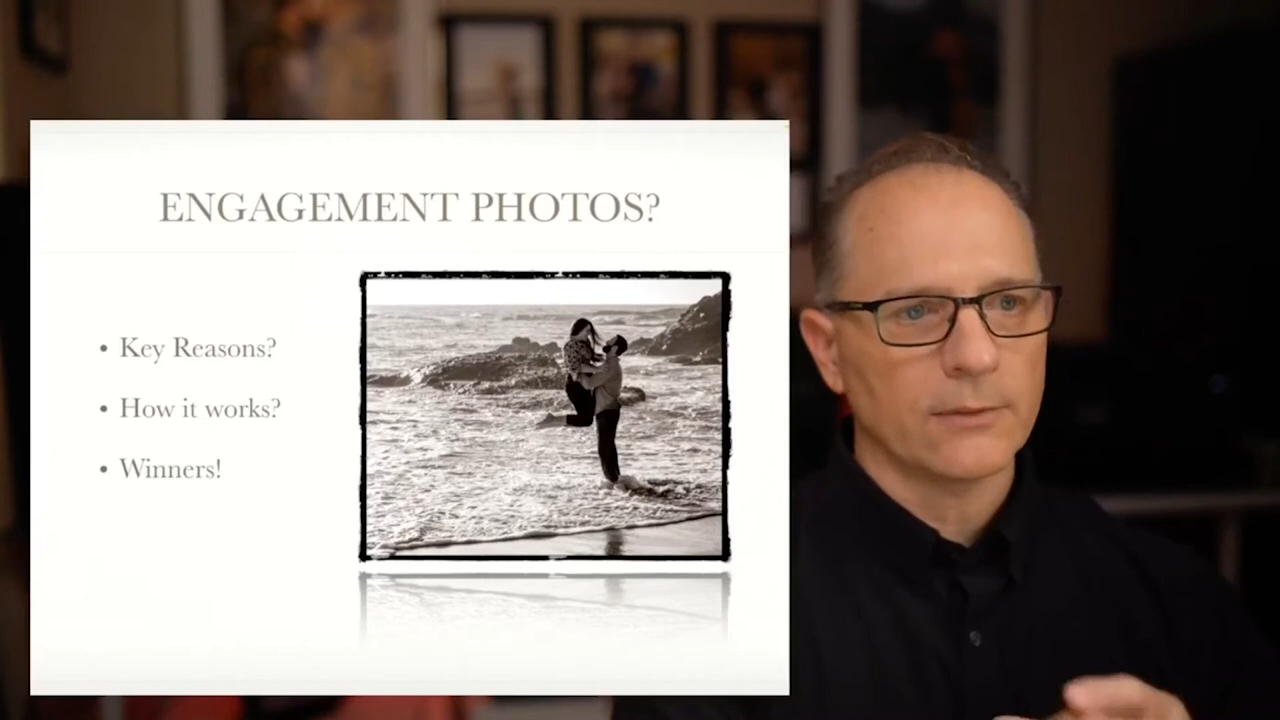 ENGAGEMENT PHOTOS?
• Key Reasons?
• How it works?
• Winners!